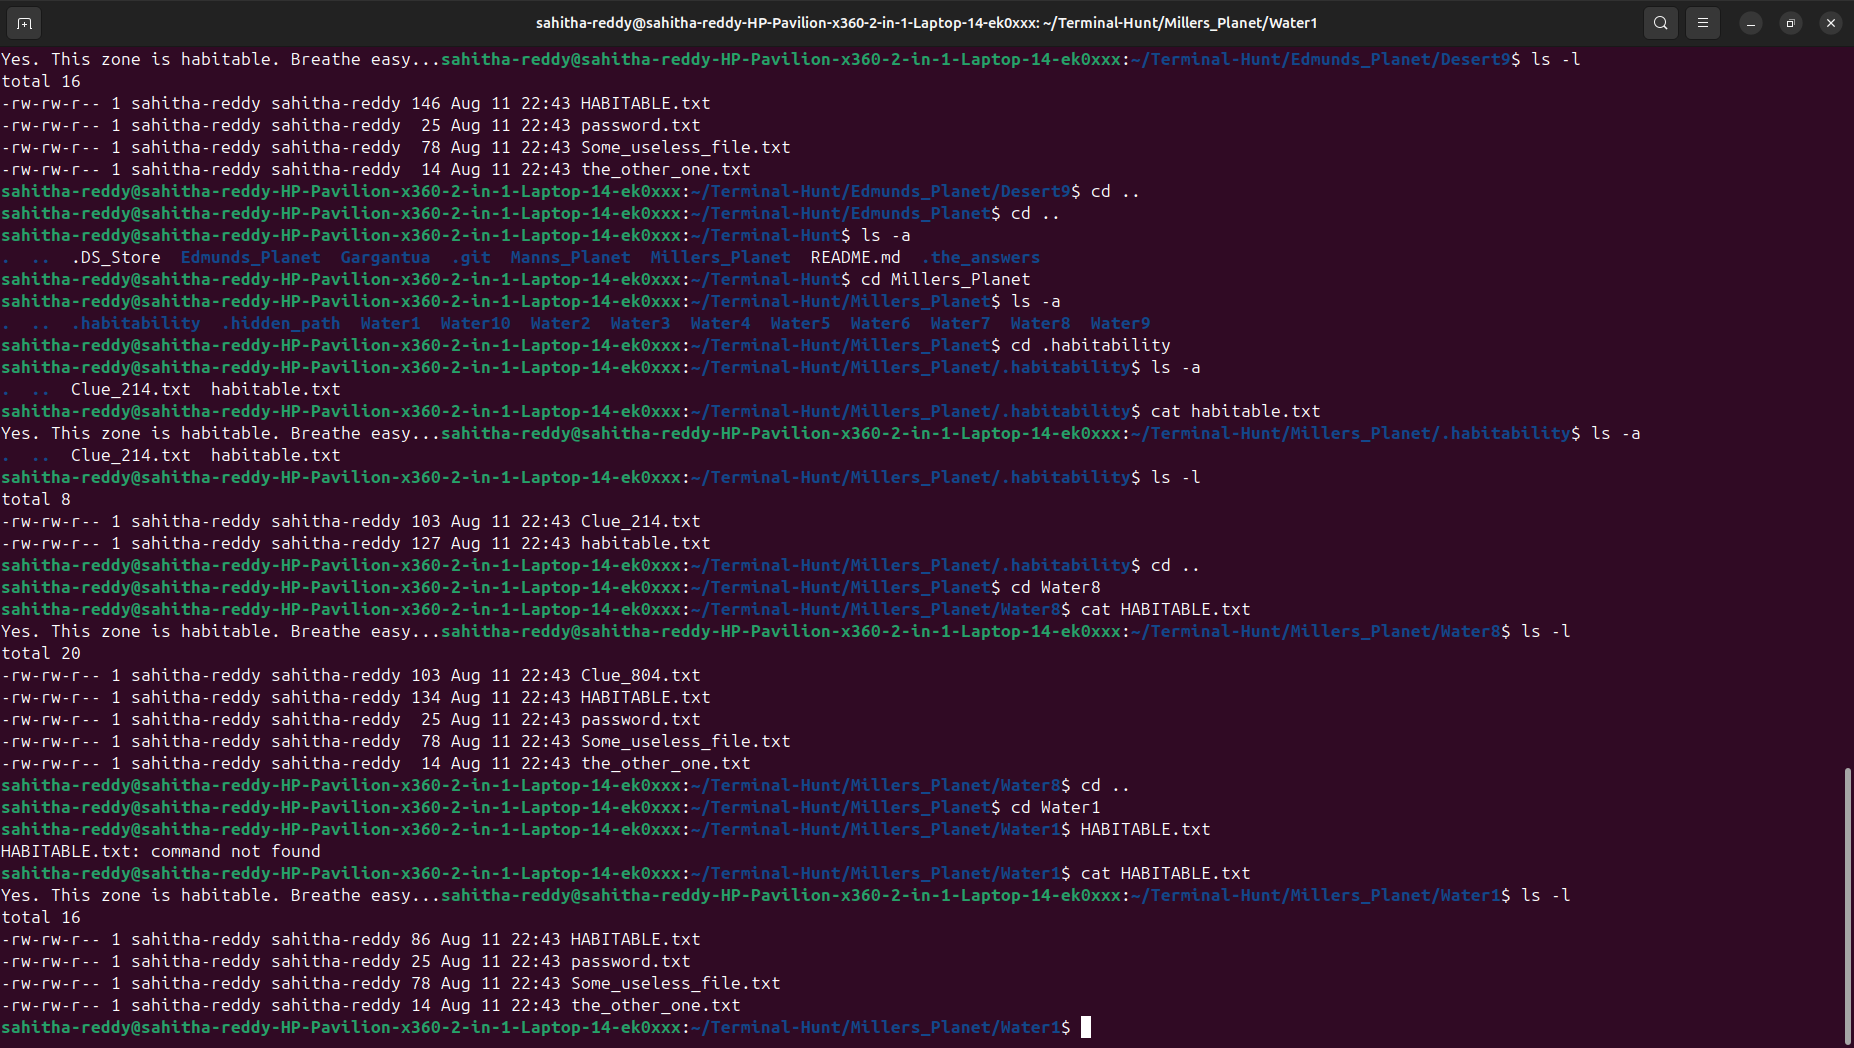 sahitha-reddy@sahitha-reddy-HP-Pavilion-x360-2-in-1-Laptop-14-ek0xxx: ~/Terminal-Hunt/Millers_Planet/Water1
Yes. This zone is habitable. Breathe easy...sahitha-reddy@sahitha-reddy-HP-Pavilion-x360-2-in-1-Laptop-14-ek0xxx:~/Terminal-Hunt/Edmunds_Planet/Desert9$ ls -l
total 16
-rw-rw-r-- 1 sahitha-reddy sahitha-reddy 146 Aug 11 22:43 HABITABLE.txt
-rw-rw-r-- 1 sahitha-reddy sahitha-reddy  25 Aug 11 22:43 password.txt
-rw-rw-r-- 1 sahitha-reddy sahitha-reddy  78 Aug 11 22:43 Some_useless_file.txt
-rw-rw-r-- 1 sahitha-reddy sahitha-reddy  14 Aug 11 22:43 the_other_one.txt
sahitha-reddy@sahitha-reddy-HP-Pavilion-x360-2-in-1-Laptop-14-ek0xxx:~/Terminal-Hunt/Edmunds_Planet/Desert9$ cd ..
sahitha-reddy@sahitha-reddy-HP-Pavilion-x360-2-in-1-Laptop-14-ek0xxx:~/Terminal-Hunt/Edmunds_Planet$ cd ..
sahitha-reddy@sahitha-reddy-HP-Pavilion-x360-2-in-1-Laptop-14-ek0xxx:~/Terminal-Hunt$ ls -a
.  ..  .DS_Store  Edmunds_Planet  Gargantua  .git  Manns_Planet  Millers_Planet  README.md  .the_answers
sahitha-reddy@sahitha-reddy-HP-Pavilion-x360-2-in-1-Laptop-14-ek0xxx:~/Terminal-Hunt$ cd Millers_Planet
sahitha-reddy@sahitha-reddy-HP-Pavilion-x360-2-in-1-Laptop-14-ek0xxx:~/Terminal-Hunt/Millers_Planet$ ls -a
.  ..  .habitability  .hidden_path  Water1  Water10  Water2  Water3  Water4  Water5  Water6  Water7  Water8  Water9
sahitha-reddy@sahitha-reddy-HP-Pavilion-x360-2-in-1-Laptop-14-ek0xxx:~/Terminal-Hunt/Millers_Planet$ cd .habitability
sahitha-reddy@sahitha-reddy-HP-Pavilion-x360-2-in-1-Laptop-14-ek0xxx:~/Terminal-Hunt/Millers_Planet/.habitability$ ls -a
.  ..  Clue_214.txt  habitable.txt
sahitha-reddy@sahitha-reddy-HP-Pavilion-x360-2-in-1-Laptop-14-ek0xxx:~/Terminal-Hunt/Millers_Planet/.habitability$ cat habitable.txt
Yes. This zone is habitable. Breathe easy...sahitha-reddy@sahitha-reddy-HP-Pavilion-x360-2-in-1-Laptop-14-ek0xxx:~/Terminal-Hunt/Millers_Planet/.habitability$ ls -a
.  ..  Clue_214.txt  habitable.txt
sahitha-reddy@sahitha-reddy-HP-Pavilion-x360-2-in-1-Laptop-14-ek0xxx:~/Terminal-Hunt/Millers_Planet/.habitability$ ls -l
total 8
-rw-rw-r-- 1 sahitha-reddy sahitha-reddy 103 Aug 11 22:43 Clue_214.txt
-rw-rw-r-- 1 sahitha-reddy sahitha-reddy 127 Aug 11 22:43 habitable.txt
sahitha-reddy@sahitha-reddy-HP-Pavilion-x360-2-in-1-Laptop-14-ek0xxx:~/Terminal-Hunt/Millers_Planet/.habitability$ cd ..
sahitha-reddy@sahitha-reddy-HP-Pavilion-x360-2-in-1-Laptop-14-ek0xxx:~/Terminal-Hunt/Millers_Planet$ cd Water8
sahitha-reddy@sahitha-reddy-HP-Pavilion-x360-2-in-1-Laptop-14-ek0xxx:~/Terminal-Hunt/Millers_Planet/Water8$ cat HABITABLE.txt
Yes. This zone is habitable. Breathe easy...sahitha-reddy@sahitha-reddy-HP-Pavilion-x360-2-in-1-Laptop-14-ek0xxx:~/Terminal-Hunt/Millers_Planet/Water8$ ls -l
total 20
-rw-rw-r-- 1 sahitha-reddy sahitha-reddy 103 Aug 11 22:43 Clue_804.txt
-rw-rw-r-- 1 sahitha-reddy sahitha-reddy 134 Aug 11 22:43 HABITABLE.txt
-rw-rw-r-- 1 sahitha-reddy sahitha-reddy  25 Aug 11 22:43 password.txt
-rw-rw-r-- 1 sahitha-reddy sahitha-reddy  78 Aug 11 22:43 Some_useless_file.txt
-rw-rw-r-- 1 sahitha-reddy sahitha-reddy  14 Aug 11 22:43 the_other_one.txt
sahitha-reddy@sahitha-reddy-HP-Pavilion-x360-2-in-1-Laptop-14-ek0xxx:~/Terminal-Hunt/Millers_Planet/Water8$ cd ..
sahitha-reddy@sahitha-reddy-HP-Pavilion-x360-2-in-1-Laptop-14-ek0xxx:~/Terminal-Hunt/Millers_Planet$ cd Water1
sahitha-reddy@sahitha-reddy-HP-Pavilion-x360-2-in-1-Laptop-14-ek0xxx:~/Terminal-Hunt/Millers_Planet/Water1$ HABITABLE.txt
HABITABLE.txt: command not found
sahitha-reddy@sahitha-reddy-HP-Pavilion-x360-2-in-1-Laptop-14-ek0xxx:~/Terminal-Hunt/Millers_Planet/Water1$ cat HABITABLE.txt
Yes. This zone is habitable. Breathe easy...sahitha-reddy@sahitha-reddy-HP-Pavilion-x360-2-in-1-Laptop-14-ek0xxx:~/Terminal-Hunt/Millers_Planet/Water1$ ls -l
total 16
-rw-rw-r-- 1 sahitha-reddy sahitha-reddy 86 Aug 11 22:43 HABITABLE.txt
-rw-rw-r-- 1 sahitha-reddy sahitha-reddy 25 Aug 11 22:43 password.txt
-rw-rw-r-- 1 sahitha-reddy sahitha-reddy 78 Aug 11 22:43 Some_useless_file.txt
-rw-rw-r-- 1 sahitha-reddy sahitha-reddy 14 Aug 11 22:43 the_other_one.txt
sahitha-reddy@sahitha-reddy-HP-Pavilion-x360-2-in-1-Laptop-14-ek0xxx:~/Terminal-Hunt/Millers_Planet/Water1$